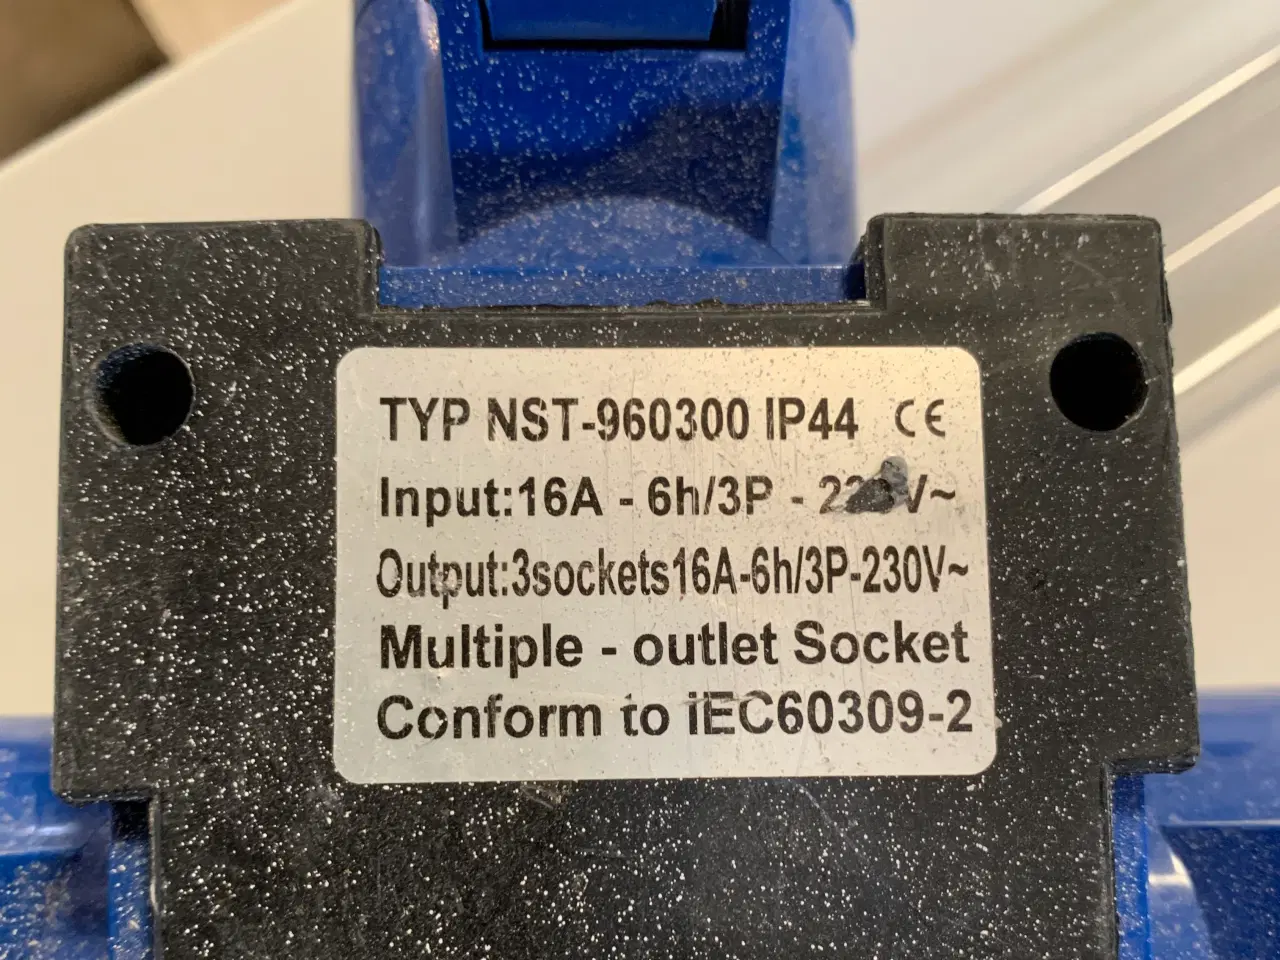 TYP NST-960300 IP44 CE
Input:16A - 6h/3P -
Output:3sockets16A-6h/3P-230V~
Multiple - outlet Socket
Conform to iEC60309-2